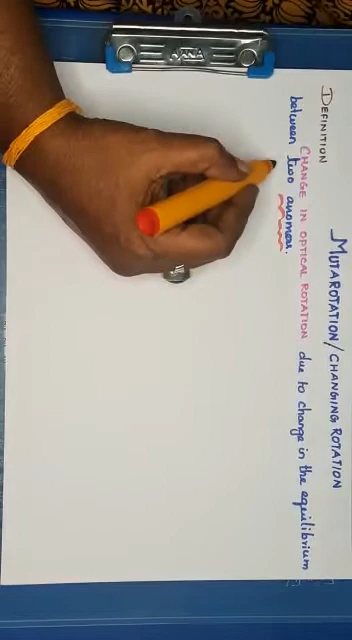 MUTAROTATION/CHANGING ROTATION
DEFINITION
CHANGE IN OPTICAL ROTATION due to change in the equilibrium
between two anomers.